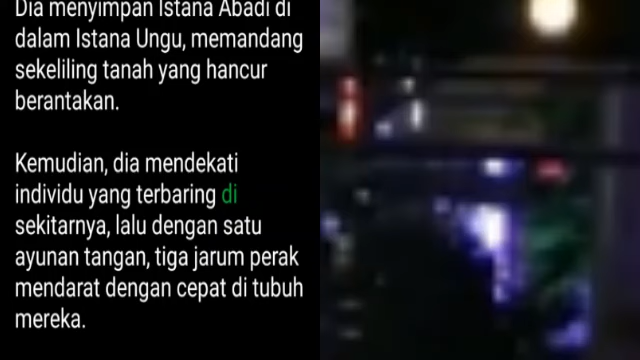 Dia menyimpan Istana Abadi di
dalam Istana Ungu, memandang
sekeliling tanah yang hancur
berantakan.
Kemudian, dia mendekati
individu yang terbaring di
sekitarnya, lalu dengan satu
ayunan tangan, tiga jarum perak
mendarat dengan cepat di tubuh
mereka.